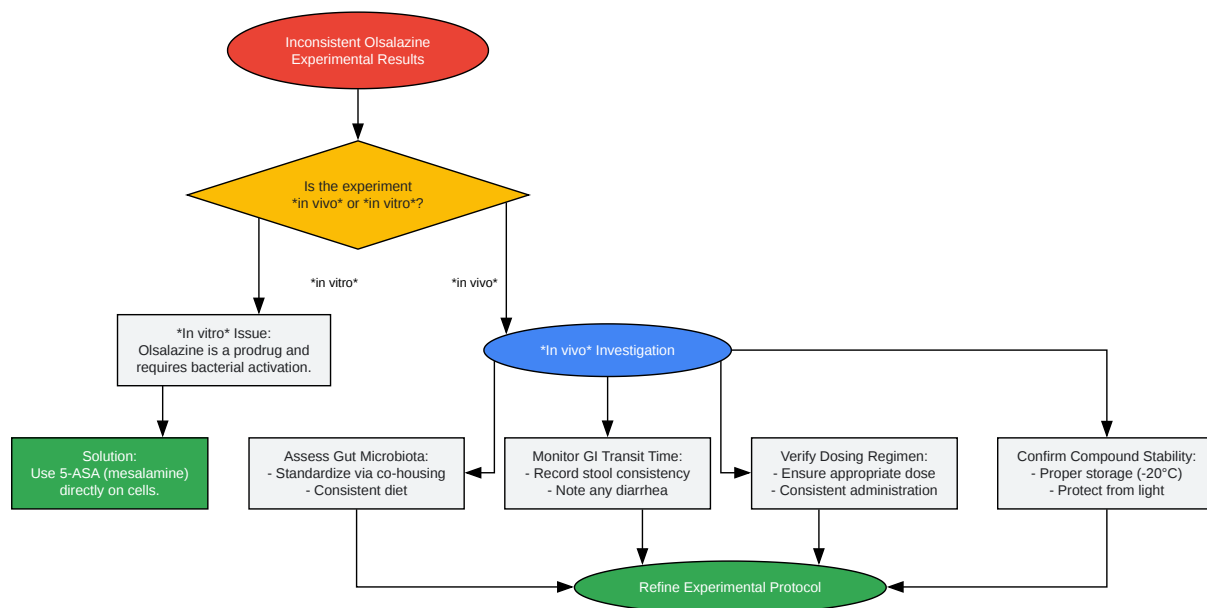 Inconsistent Olsalazine
Experimental Results
Is the experiment
*in vivo* or *in vitro*?
*in vitro*
*in vivo*
*In vitro* Issue:
Olsalazine is a prodrug and
requires bacterial activation.
*In vivo* Investigation
Solution:
Use 5-ASA (mesalamine)
directly on cells.
Assess Gut Microbiota:
- Standardize via co-housing
- Consistent diet
Monitor GI Transit Time:
- Record stool consistency
- Note any diarrhea
Verify Dosing Regimen:
- Ensure appropriate dose
- Consistent administration
Confirm Compound Stability:
- Proper storage (-20°C)
- Protect from light
Refine Experimental Protocol